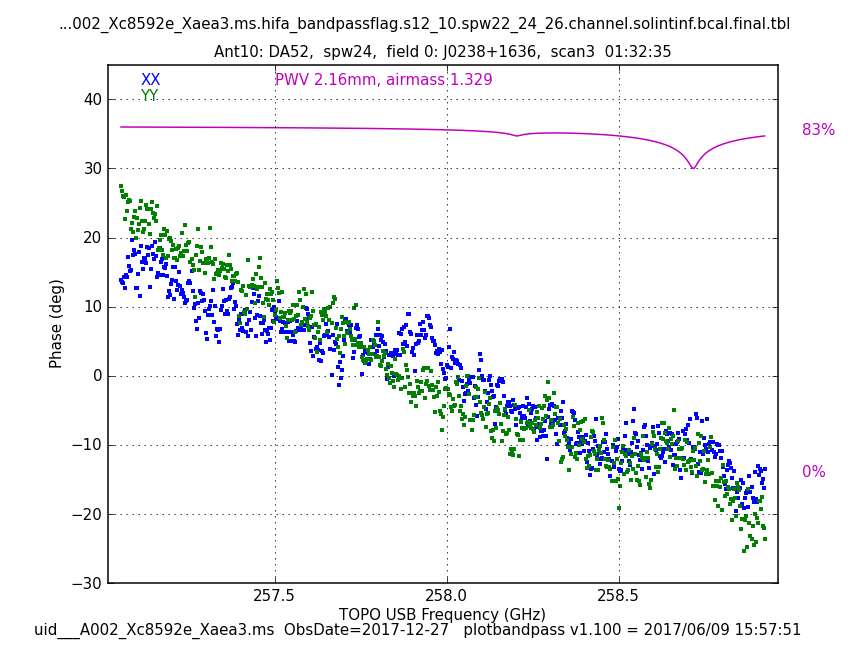 ...002_Xc8592e_Xaea3.ms.hifa_bandpassflag.s12_10.spw22_24_26.channel.solintinf.bcal.final.tbl
Ant10: DA52,  spw24,  field 0: J0238+1636,  scan3  01:32:35
XX
PWV 2.16mm, airmass 1.329
YY
83%
0%
40
30
20
10
0
−10
−20
−30
Phase (deg)
257.5
258.0
258.5
TOPO USB Frequency (GHz)
uid___A002_Xc8592e_Xaea3.ms  ObsDate=2017-12-27   plotbandpass v1.100 = 2017/06/09 15:57:51